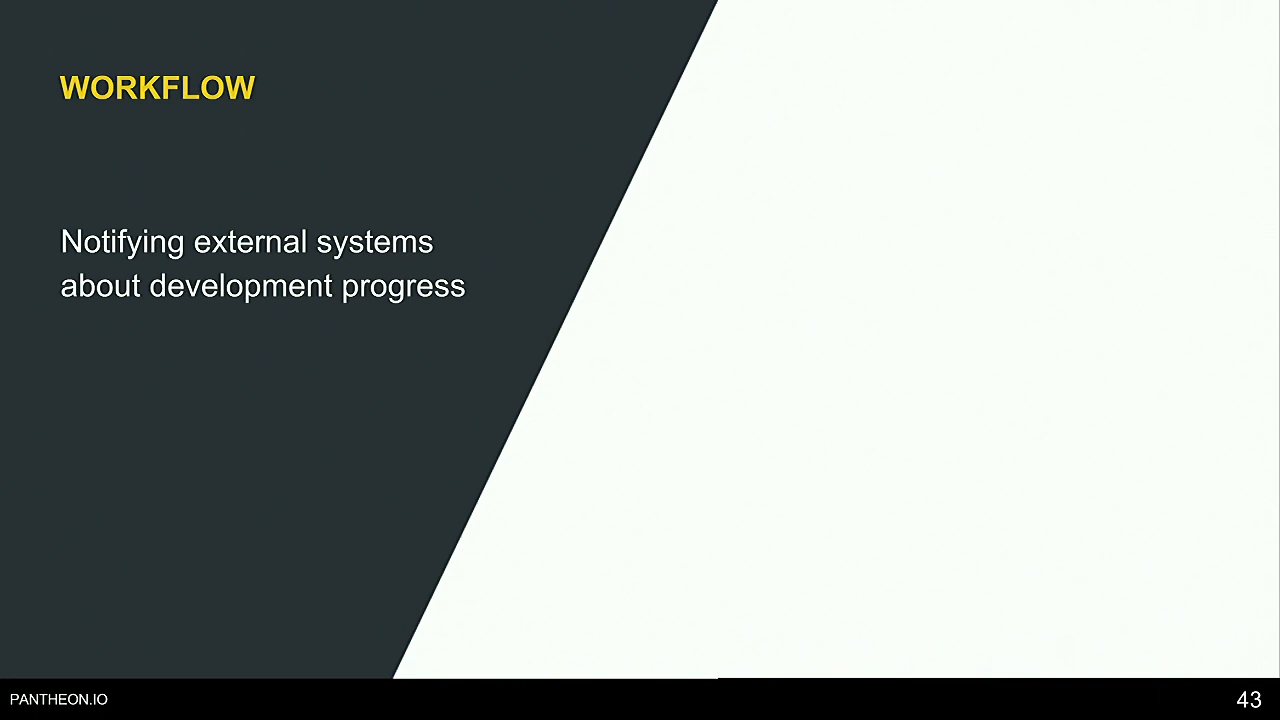 WORKFLOW
Notifying external systems
about development progress
PANTHEON.IO
43